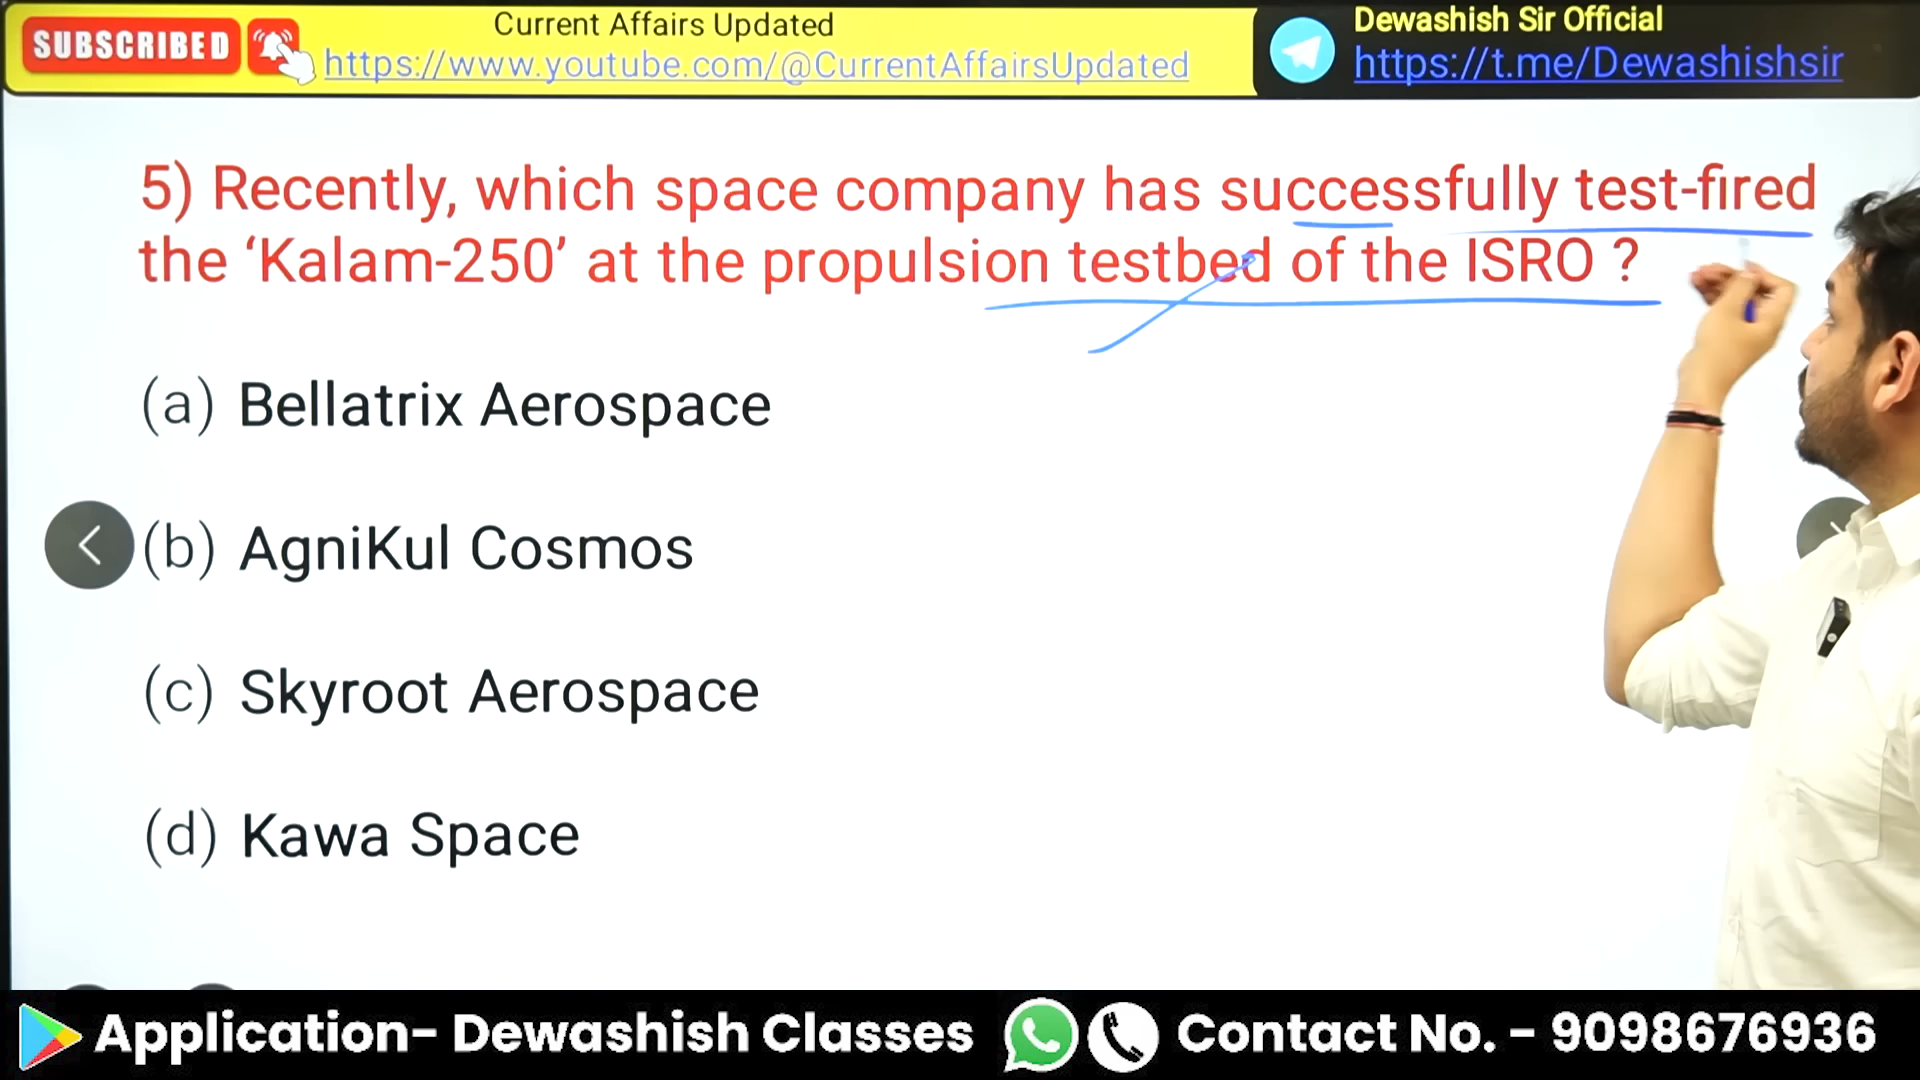 SUBSCRIBED
Current Affairs Updated
https://www.youtube.com/@CurrentAffairsUpdated
Dewashish Sir Official
https://t.me/Dewashishsir
5) Recently, which space company has successfully test-fired
the ‘Kalam-250’ at the propulsion testbed of the ISRO ?
(a) Bellatrix Aerospace
(b) AgniKul Cosmos
(c) Skyroot Aerospace
(d) Kawa Space
Application- Dewashish Classes
Contact No. - 9098676936